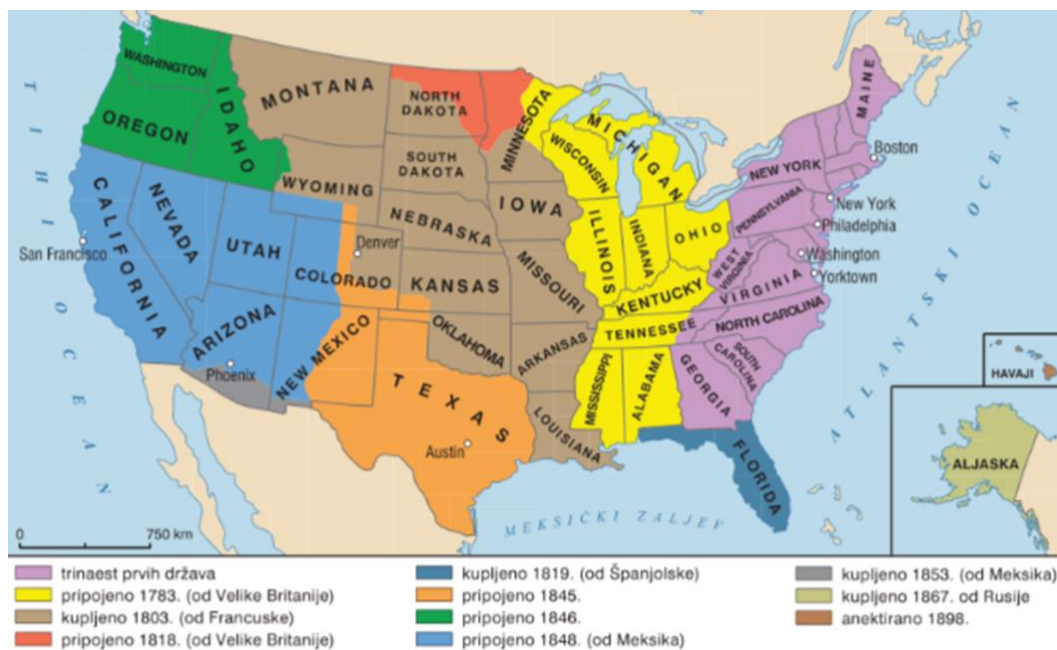 WASHINGTON
OREGON
IDAHO
MONTANA
WYOMING
NORTH
DAKOTA
SOUTH
DAKOTA
MINNESOTA
WISCONSIN
MICHIGAN
MAINE
NEW YORK
Boston
PENNSYLVANIA
New York
Philadelphia
NEBRASKA
IOWA
ILLINOIS
INDIANA
OHIO
WEST
VIRGINIA
VIRGINIA
Washington
Yorktown
CALIFORNIA
NEVADA
UTAH
COLORADO
Denver
KANSAS
MISSOURI
KENTUCKY
San Francisco
ARIZONA
Phoenix
NEW MEXICO
OKLAHOMA
ARKANSAS
TENNESSEE
NORTH CAROLINA
SOUTH
CAROLINA
TEXAS
Austin
LOUISIANA
MISSISSIPPI
ALABAMA
GEORGIA
FLORIDA
TIHI OCEAN
ATLANTSKI OCEAN
MEKSIČKI ZALJEF
HAVAJI
ALJASKA
0 750 km
trinaest prvih država
pripojeno 1783. (od Velike Britanije)
kupljeno 1803. (od Francuske)
pripojeno 1818. (od Velike Britanije)
kupljeno 1819. (od Španjolske)
pripojeno 1845.
pripojeno 1846.
pripojeno 1848. (od Meksika)
kupljeno 1853. (od Meksika)
kupljeno 1867. od Rusije
anektirano 1898.